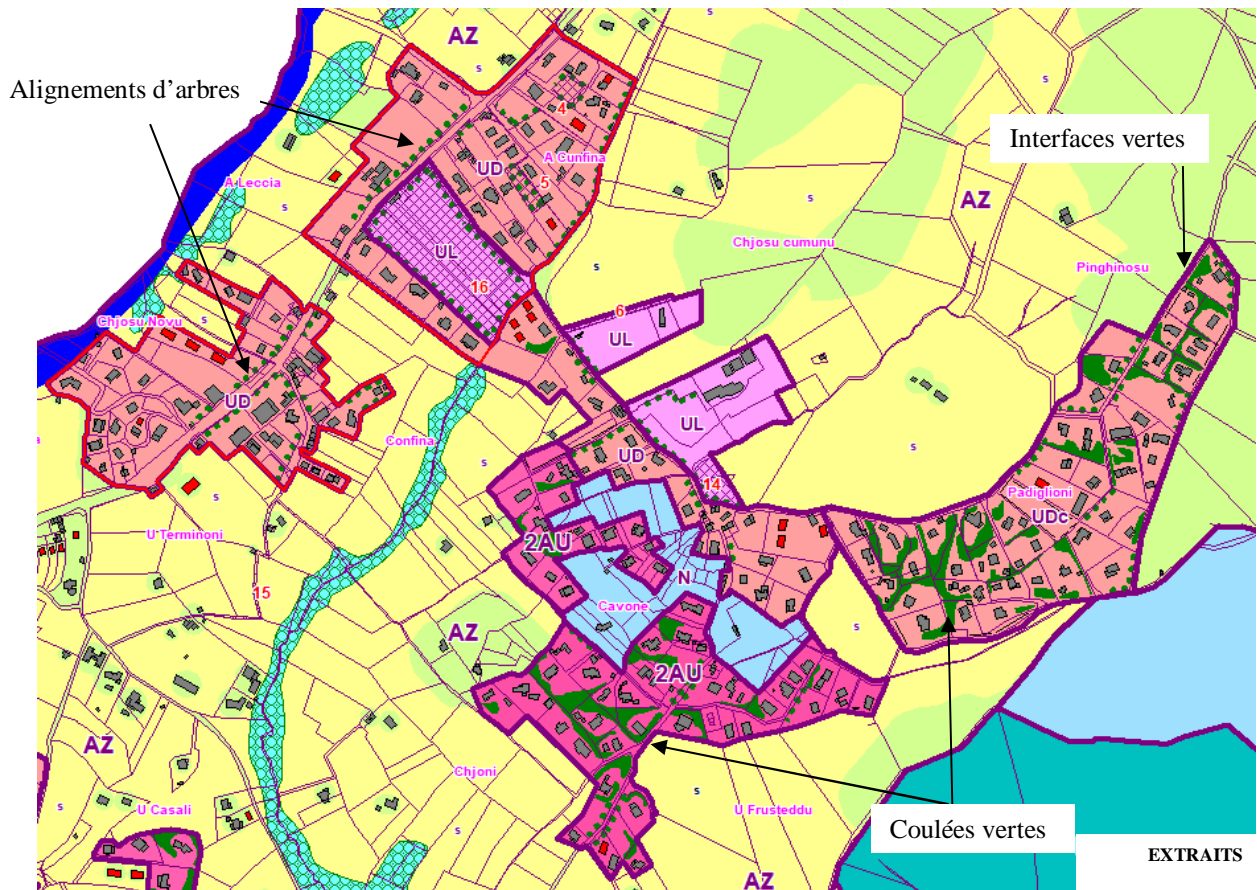 AZ
s
Alignements d’arbres
4
Interfaces vertes
A Cunfina
UD
5
A Leccia
s
AZ
s
s
Chjosu cumunu
UL
s
Pinghinosu
16
6
Chjosu Novu
s
UL
UD
UL
Confina
s
UD
s
14
Padiglioni
UDc
s
U Terminoni
2AU
N
15
Cavone
AZ
s
2AU
AZ
Chjoni
s
s
U Casali
U Frusteddu
s
Coulées vertes
EXTRAITS
AZ